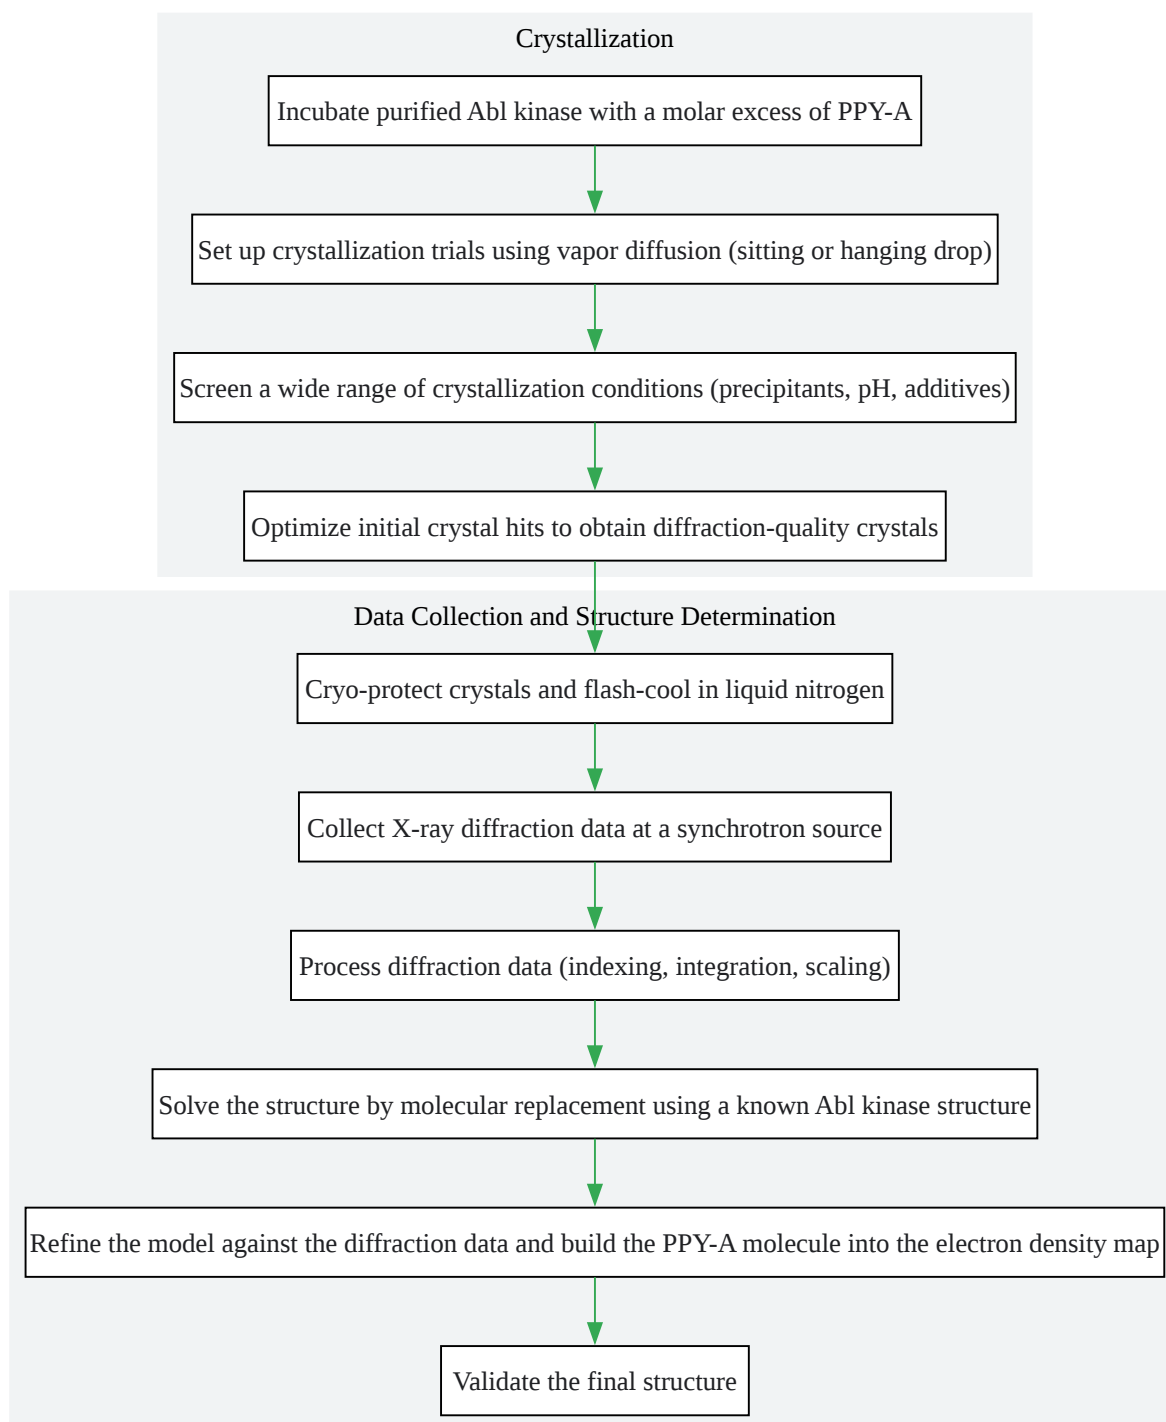 Crystallization
Incubate purified Abl kinase with a molar excess of PPY-A
Set up crystallization trials using vapor diffusion (sitting or hanging drop)
Screen a wide range of crystallization conditions (precipitants, pH, additives)
Optimize initial crystal hits to obtain diffraction-quality crystals
Data Collection and Structure Determination
Cryo-protect crystals and flash-cool in liquid nitrogen
Collect X-ray diffraction data at a synchrotron source
Process diffraction data (indexing, integration, scaling)
Solve the structure by molecular replacement using a known Abl kinase structure
Refine the model against the diffraction data and build the PPY-A molecule into the electron density map
Validate the final structure